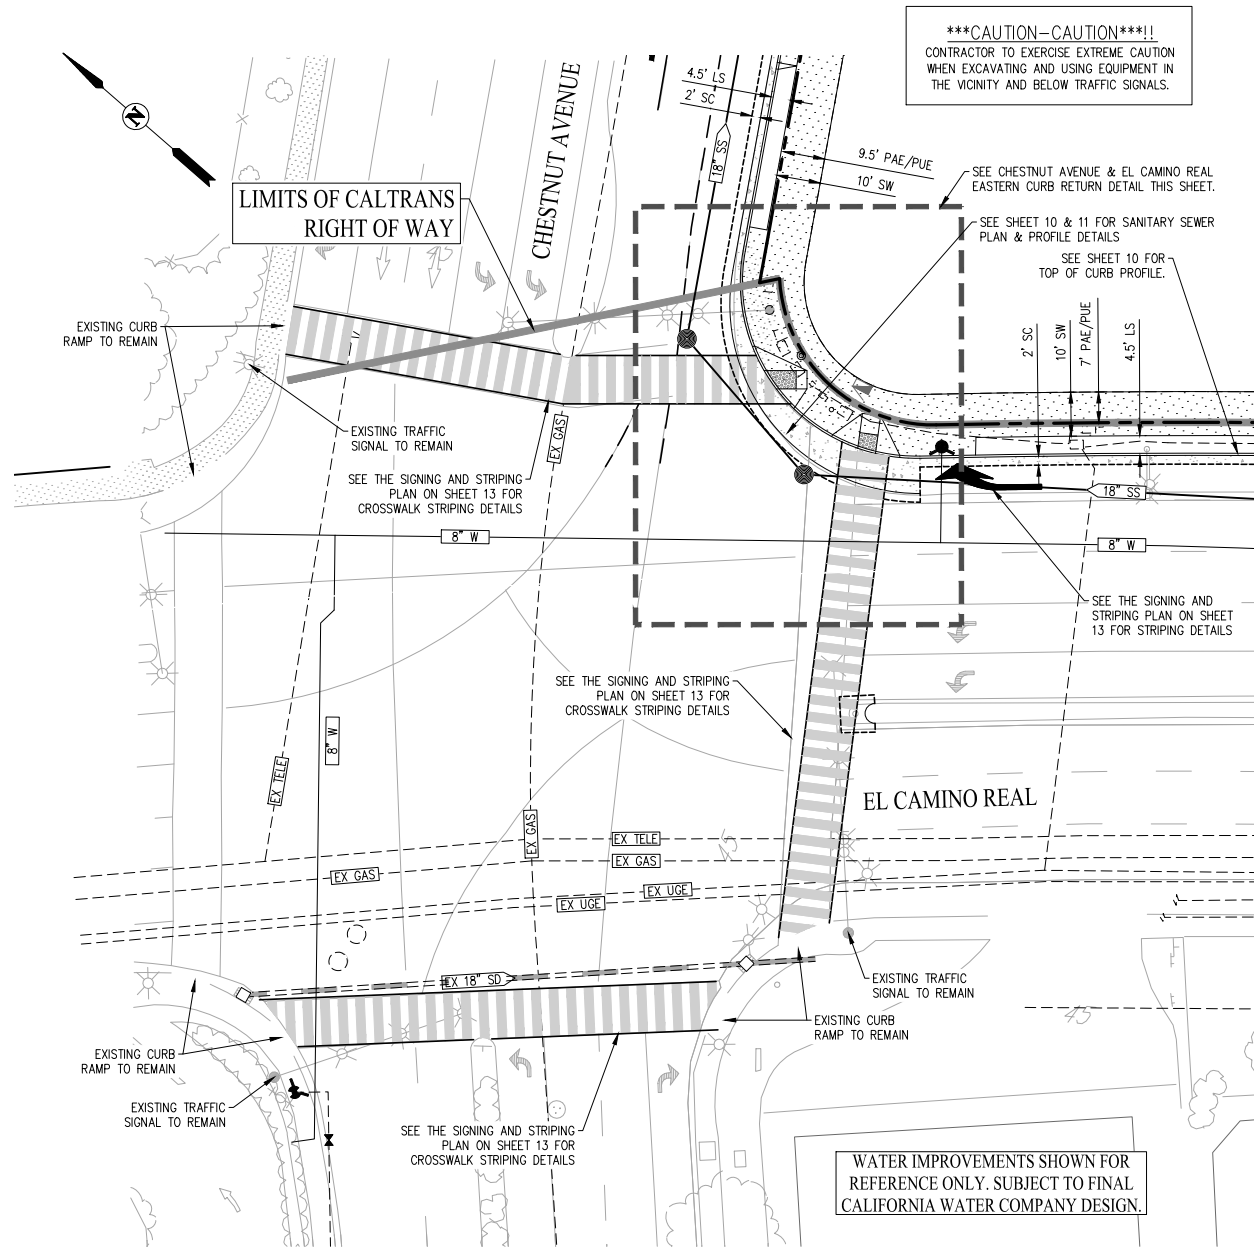 ***CAUTION-CAUTION***!!
CONTRACTOR TO EXERCISE EXTREME CAUTION
WHEN EXCAVATING AND USING EQUIPMENT IN
THE VICINITY AND BELOW TRAFFIC SIGNALS.
4.5' LS
2' SC
18" SS
CHESTNUT AVENUE
N
9.5' PAE/PUE
10' SW
SEE CHESTNUT AVENUE & EL CAMINO REAL
EASTERN CURB RETURN DETAIL THIS SHEET.
LIMITS OF CALTRANS
RIGHT OF WAY
SEE SHEET 10 & 11 FOR SANITARY SEWER
PLAN & PROFILE DETAILS
SEE SHEET 10 FOR
TOP OF CURB PROFILE.
45
EXISTING CURB
RAMP TO REMAIN
2' SC
10' SW
7' PAE/PUE
4.5' LS
EXISTING TRAFFIC
SIGNAL TO REMAIN
EX GAS
SEE THE SIGNING AND STRIPING
PLAN ON SHEET 13 FOR
CROSSWALK STRIPING DETAILS
18" SS
8" W
8" W
SEE THE SIGNING AND
STRIPING PLAN ON SHEET
13 FOR STRIPING DETAILS
SEE THE SIGNING AND STRIPING
PLAN ON SHEET 13 FOR
CROSSWALK STRIPING DETAILS
8" W
EX TELE
EL CAMINO REAL
EX GAS
EX TELE
45
EX GAS
EX GAS
EX UGE
EX UGE
EX 18" SD
EXISTING TRAFFIC
SIGNAL TO REMAIN
45
EXISTING CURB
RAMP TO REMAIN
EXISTING CURB
RAMP TO REMAIN
EXISTING TRAFFIC
SIGNAL TO REMAIN
SEE THE SIGNING AND STRIPING
PLAN ON SHEET 13 FOR
CROSSWALK STRIPING DETAILS
WATER IMPROVEMENTS SHOWN FOR
REFERENCE ONLY. SUBJECT TO FINAL
CALIFORNIA WATER COMPANY DESIGN.